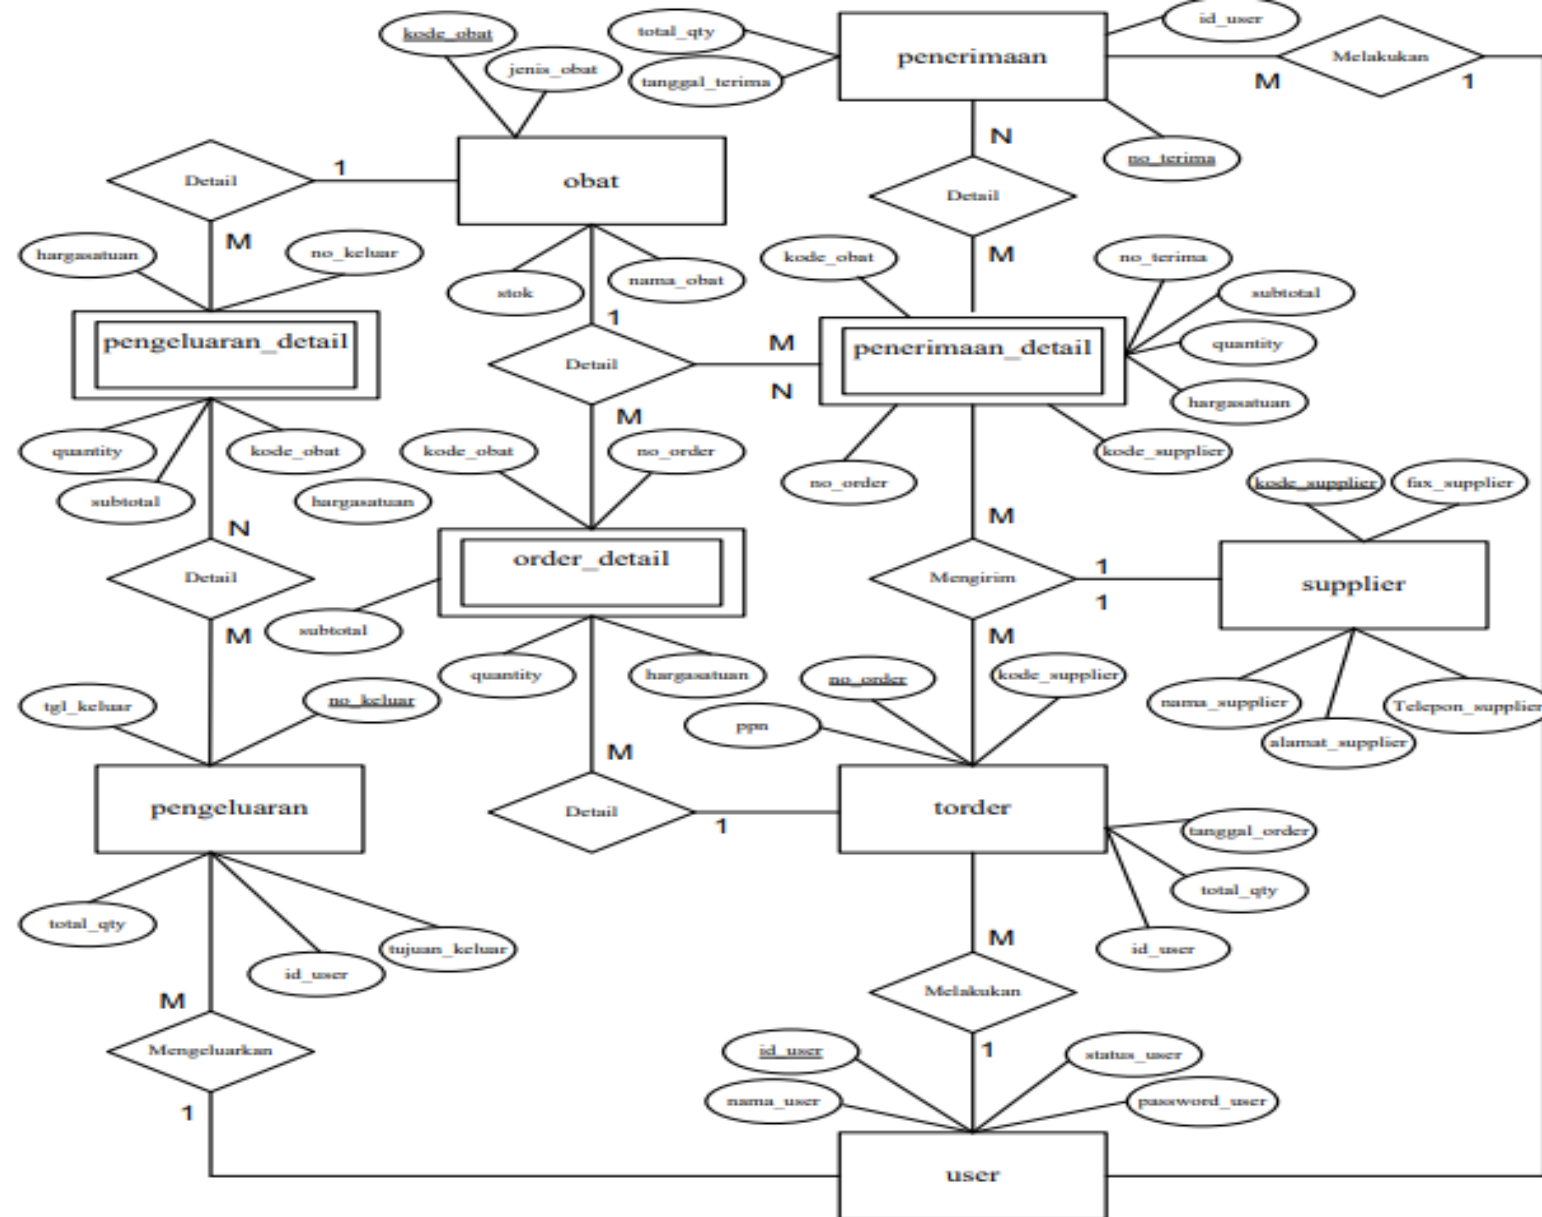 kode_obat
jenis_obat
total_qty
tanggal_terima
penerimaan
id_user
M
Melakukan
1
no_terima
N
Detail
M
Detail
1
obat
M
hargasatuan
no_keluar
stok
nama_obat
1
kode_obat
no_terima
subtotal
quantity
hargasatuan
kode_supplier
pengeluaran_detail
Detail
M
N
penerimaan_detail
no_order
M
quantity
subtotal
kode_obat
hargasatuan
kode_obat
no_order
N
Detail
M
order_detail
subtotal
quantity
hargasatuan
M
Mengirim
1
1
M
kode_supplier
fax_supplier
supplier
nama_supplier
alamat_supplier
Telepon_supplier
tgl_keluar
no_keluar
pengeluaran
ppn
no_order
kode_supplier
M
Detail
1
torder
tanggal_order
total_qty
id_user
total_qty
id_user
tujuan_keluar
M
Mengeluarkan
1
M
Melakukan
1
id_user
nama_user
status_user
password_user
user